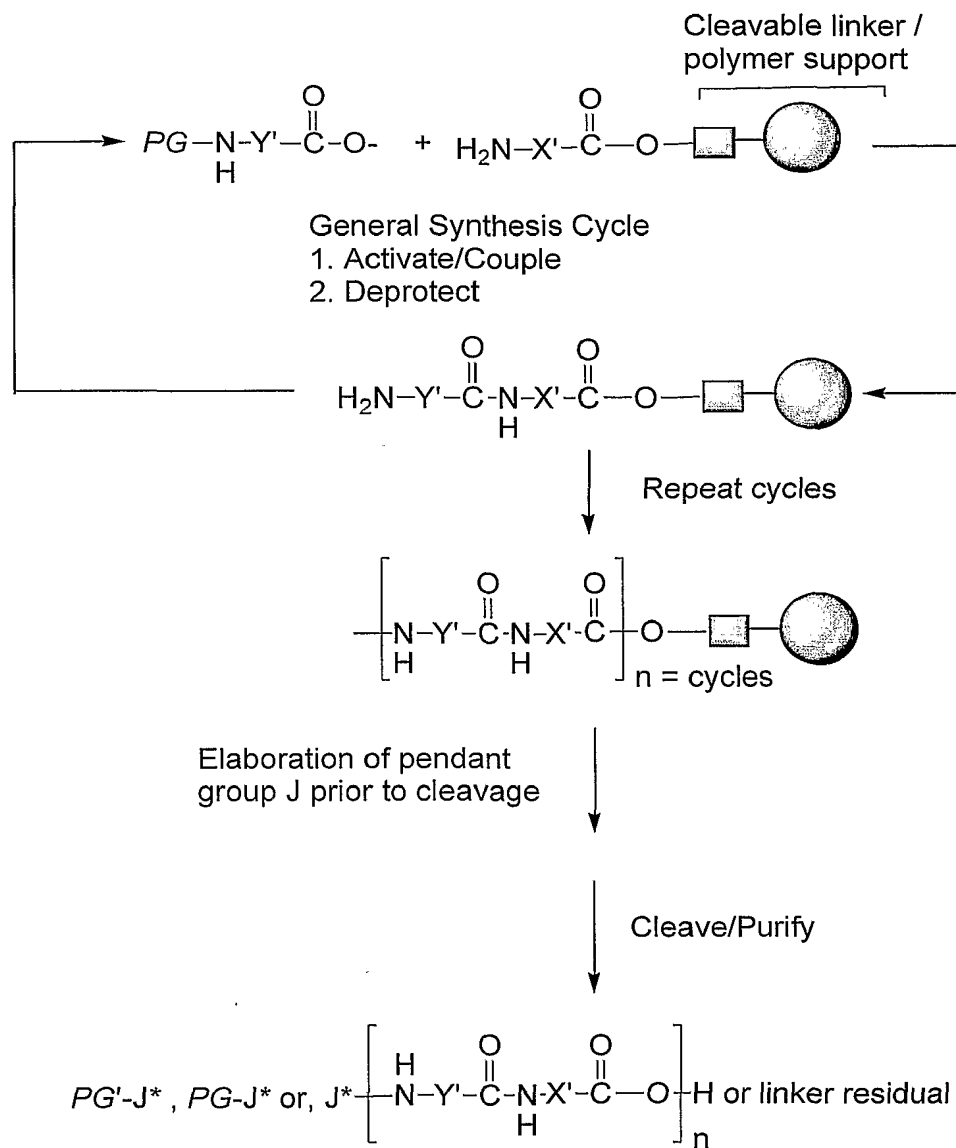 Cleavable linker /
polymer support
PG–N–Y'–C–O- + H₂N–X'–C–O
O
H
O
General Synthesis Cycle
1. Activate/Couple
2. Deprotect
O
O
H₂N–Y'–C–N–X'–C–O
H
Repeat cycles
O
O
N–Y'–C–N–X'–C–O
H
H
n = cycles
Elaboration of pendant
group J prior to cleavage
Cleave/Purify
H
O
O
PG'-J* , PG-J* or, J*–N–Y'–C–N–X'–C–O–H or linker residual
H
n